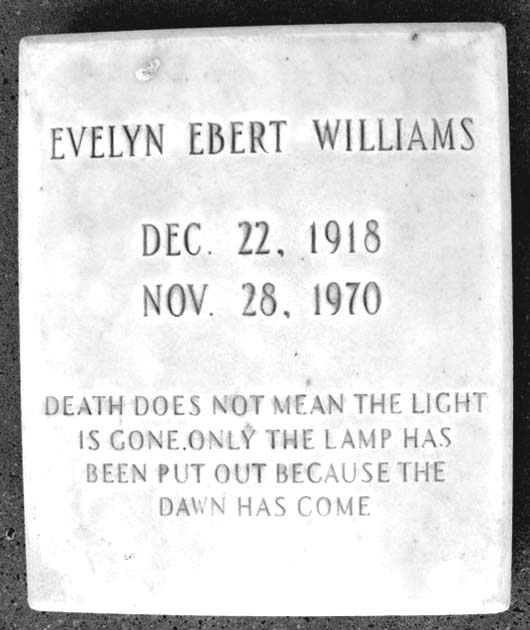 EVELYN EBERT WILLIAMS
DEC. 22, 1918
NOV. 28, 1970
DEATH DOES NOT MEAN THE LIGHT
IS GONE.ONLY THE LAMP HAS
BEEN PUT OUT BECAUSE THE
DAWN HAS COME